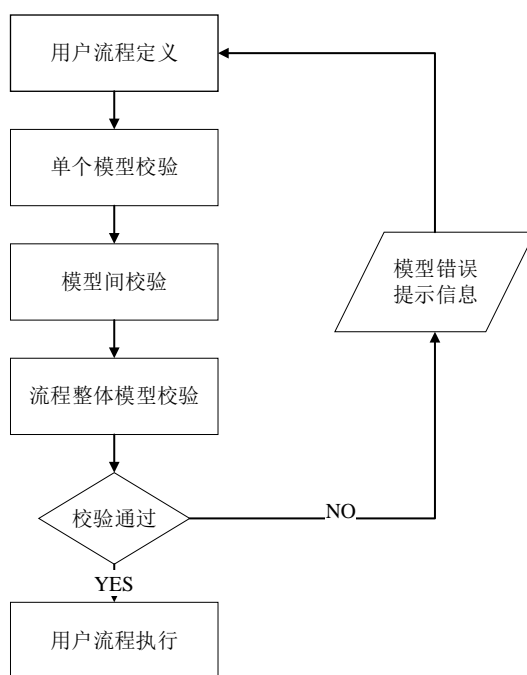 用户流程定义
单个模型校验
模型间校验
模型错误
提示信息
流程整体模型校验
校验通过
NO
YES
用户流程执行